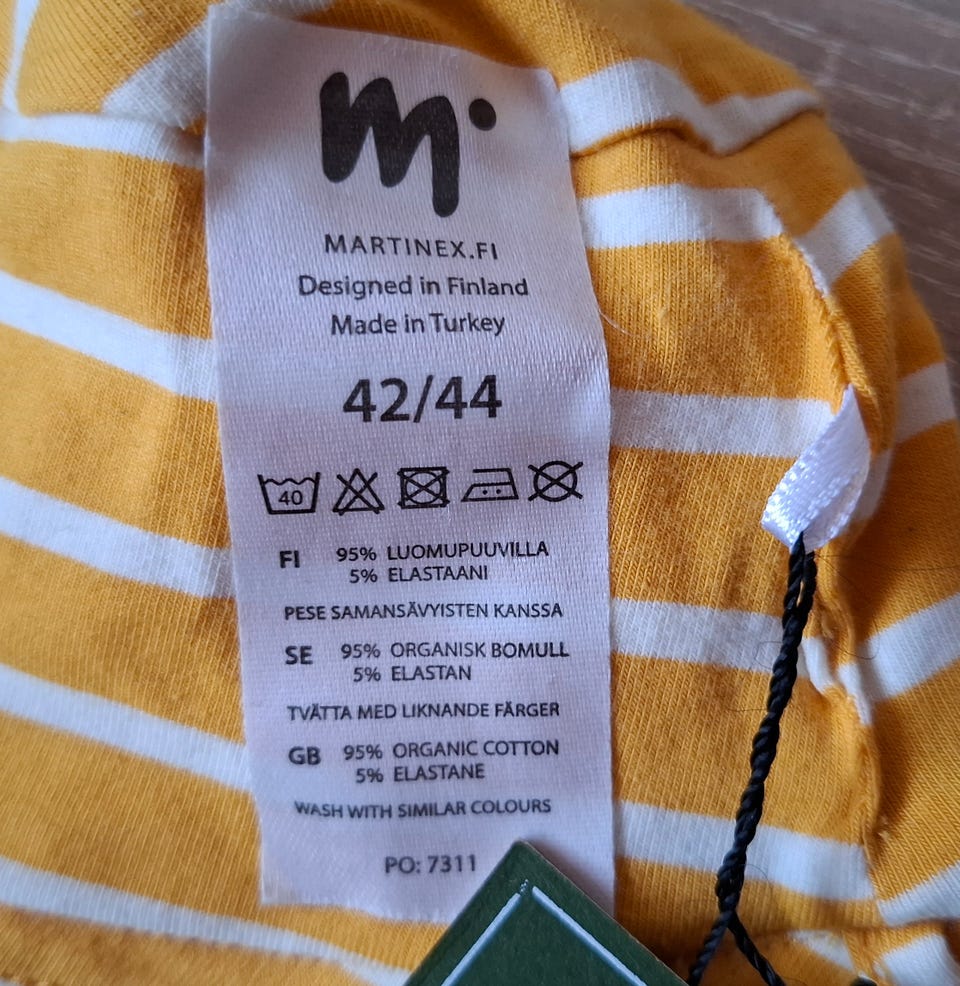 m
MARTINEX.FI
Designed in Finland
Made in Turkey
42/44
40
FI 95% LUOMUPUUVILLA
5% ELASTAANI
PESE SAMANSÄVYISTEN KANSSA
SE 95% ORGANISK BOMULL
5% ELASTAN
TVÄTTA MED LIKNANDE FÄRGER
GB 95% ORGANIC COTTON
5% ELASTANE
WASH WITH SIMILAR COLOURS
PO: 7311